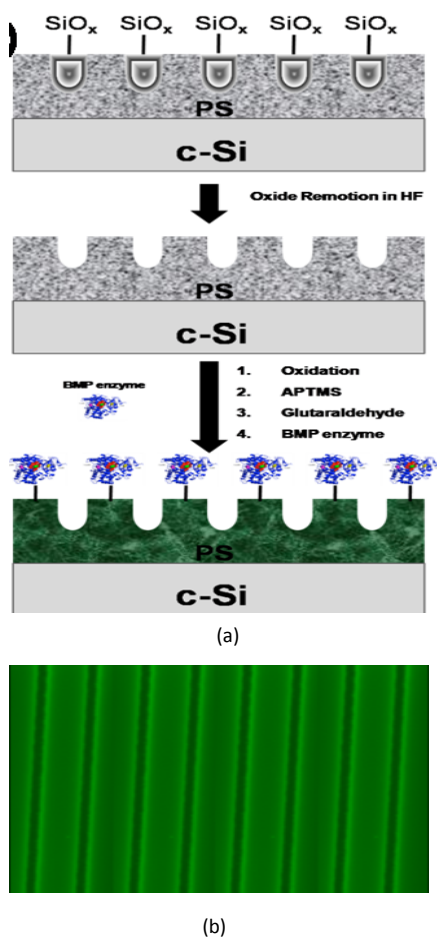 SiOx SiOx SiOx SiOx SiOx
PS
c-Si
Oxide Remotion in HF
PS
c-Si
BMP enzyme
1. Oxidation
2. APTMS
3. Glutaraldehyde
4. BMP enzyme
PS
c-Si
(a)
(b)